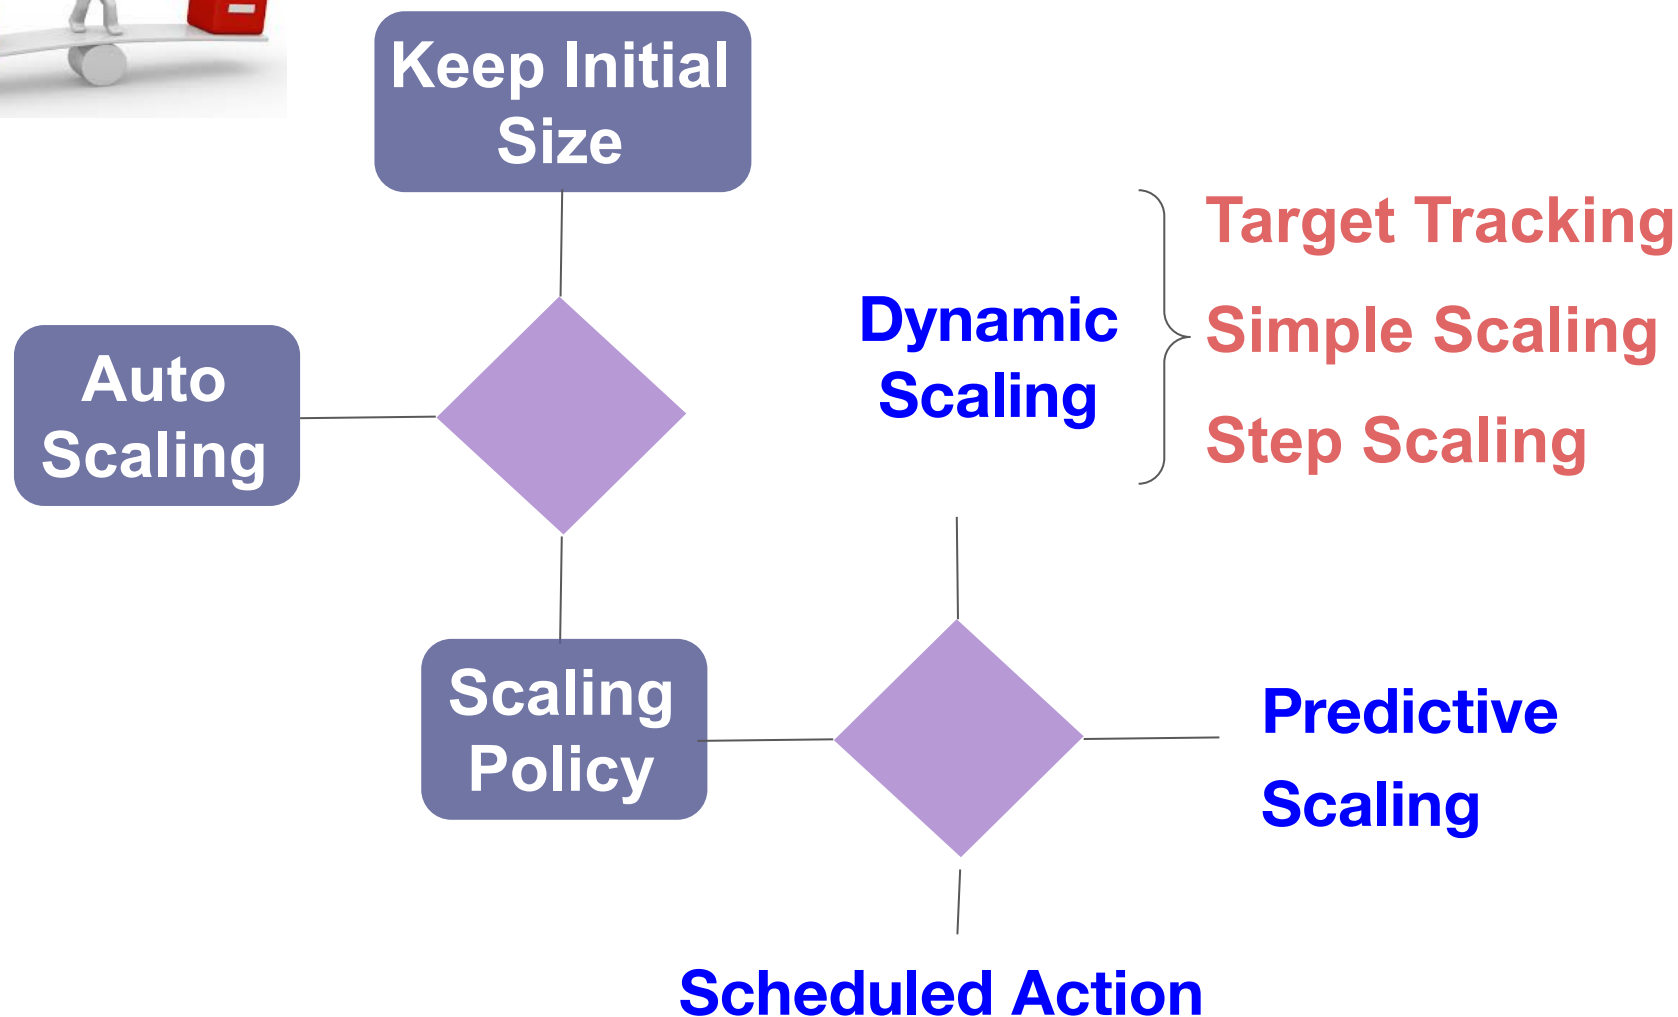 Keep Initial
Size
Auto
Scaling
Dynamic
Scaling
Target Tracking
Simple Scaling
Step Scaling
Scaling
Policy
Predictive
Scaling
Scheduled Action